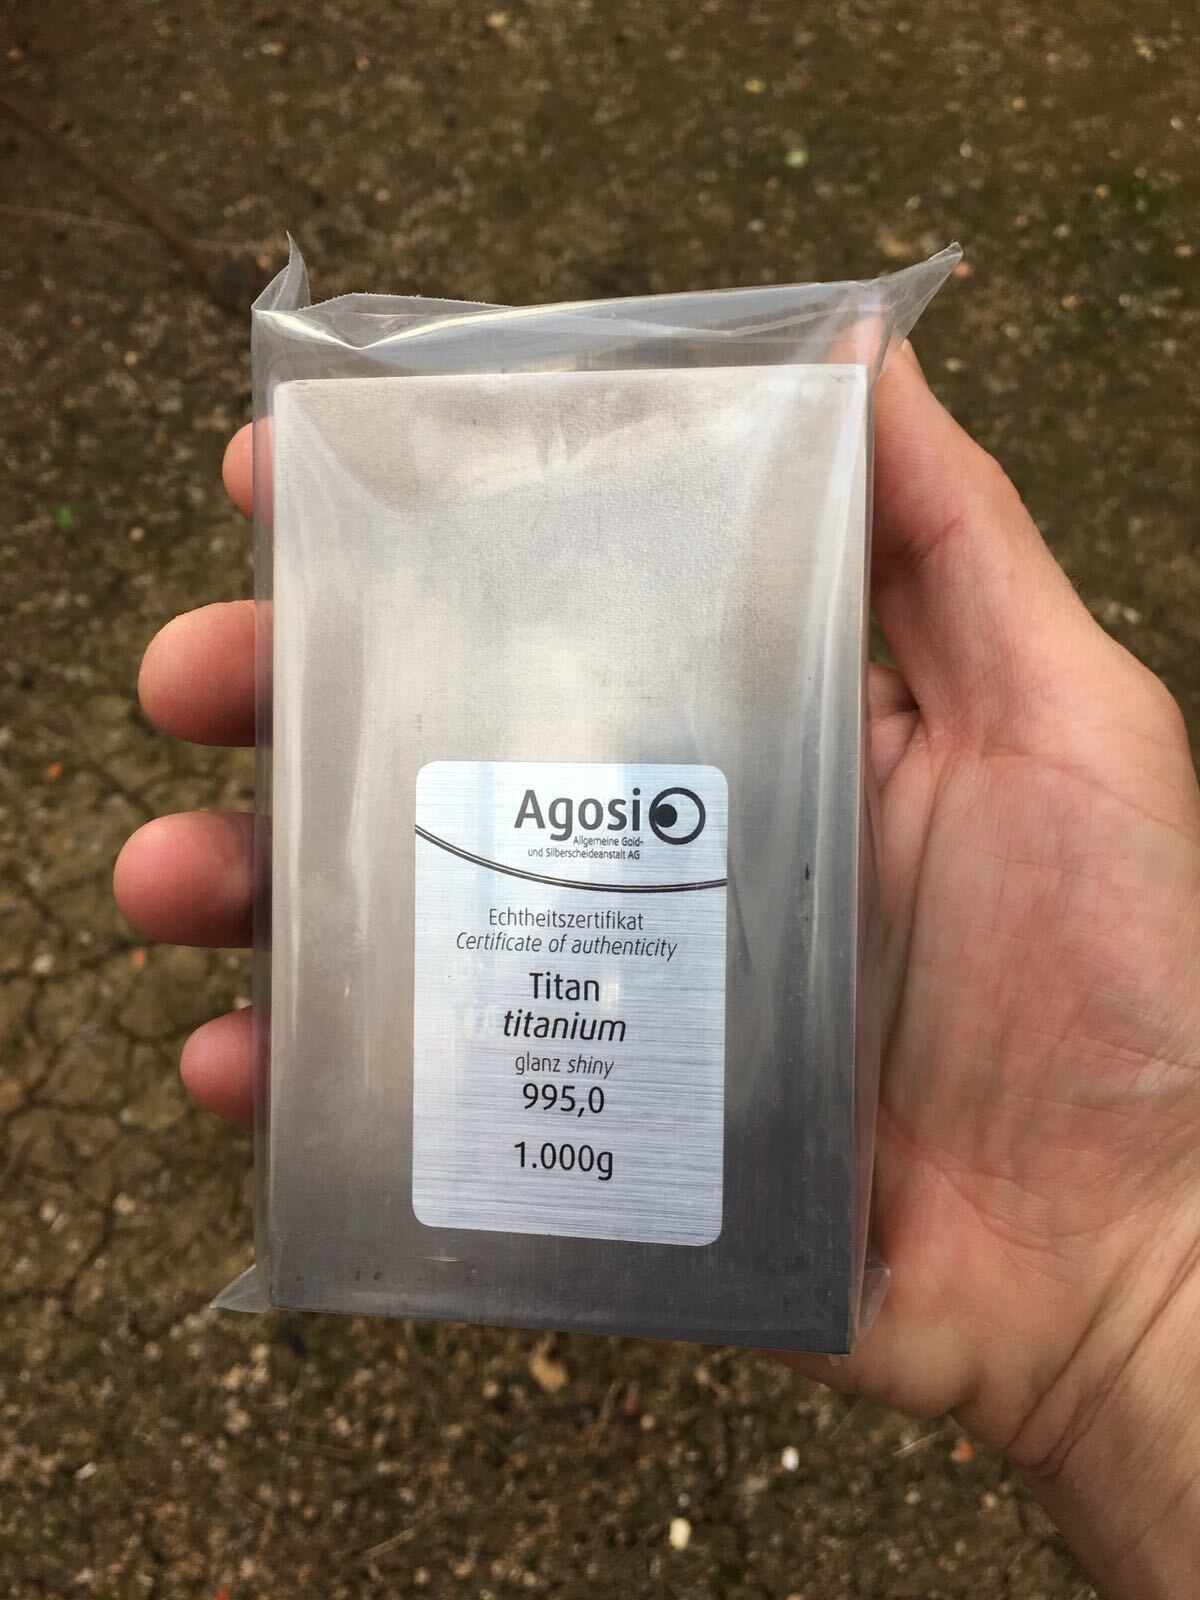 Agosi
Allgemeine Gold-
und Silberscheideanstalt AG
Echtheitszertifikat
Certificate of authenticity
Titan
titanium
glanz shiny
995,0
1.000g